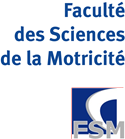 Faculté
des Sciences
de la Motricité
FSM